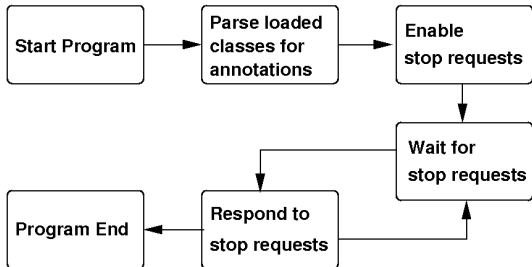 Start Program
Parse loaded
classes for
annotations
Enable
stop requests
Wait for
stop requests
Respond to
stop requests
Program End